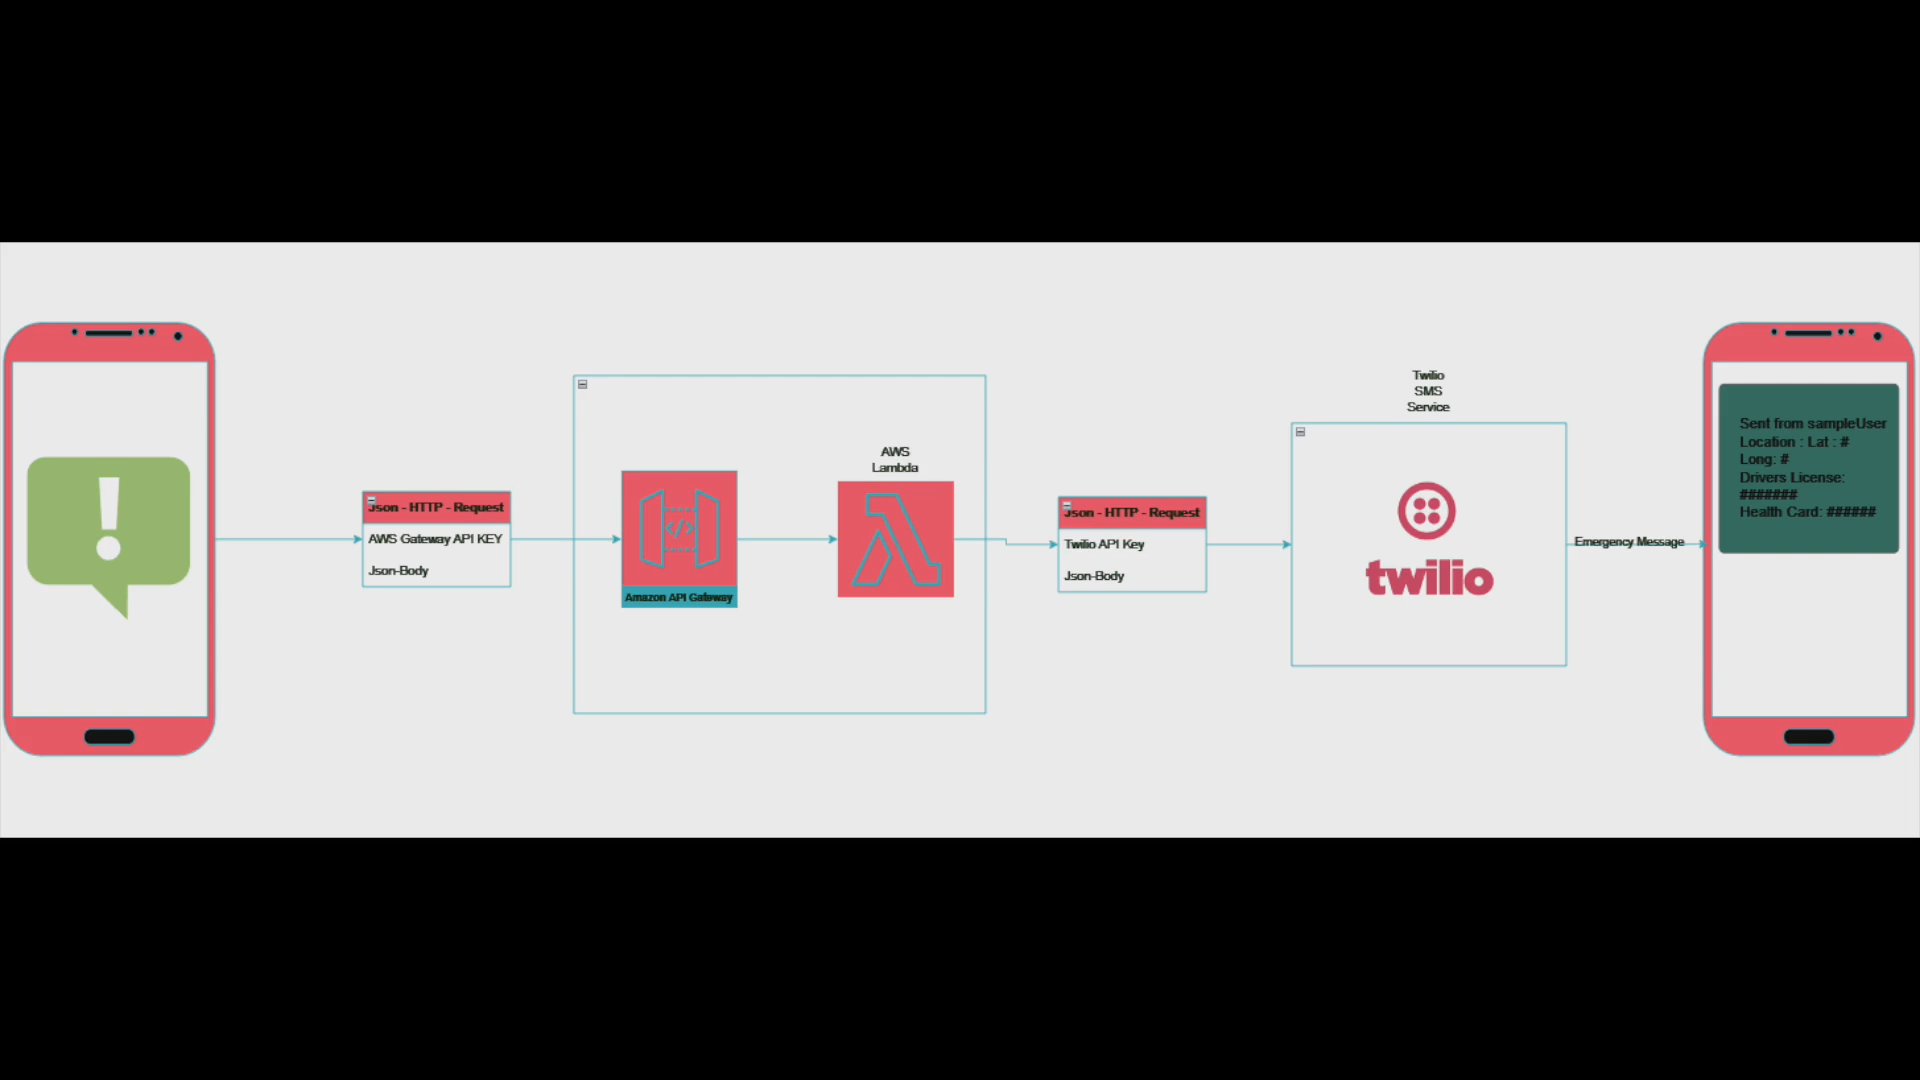 Json - HTTP - Request
AWS Gateway API KEY
Json-Body
</>
Amazon API Gateway
AWS
Lambda
Json - HTTP - Request
Twilio API Key
Json-Body
Twilio
SMS
Service
twilio
Emergency Message
Sent from sampleUser
Location : Lat : #
Long: #
Drivers License:
#######
Health Card: ######